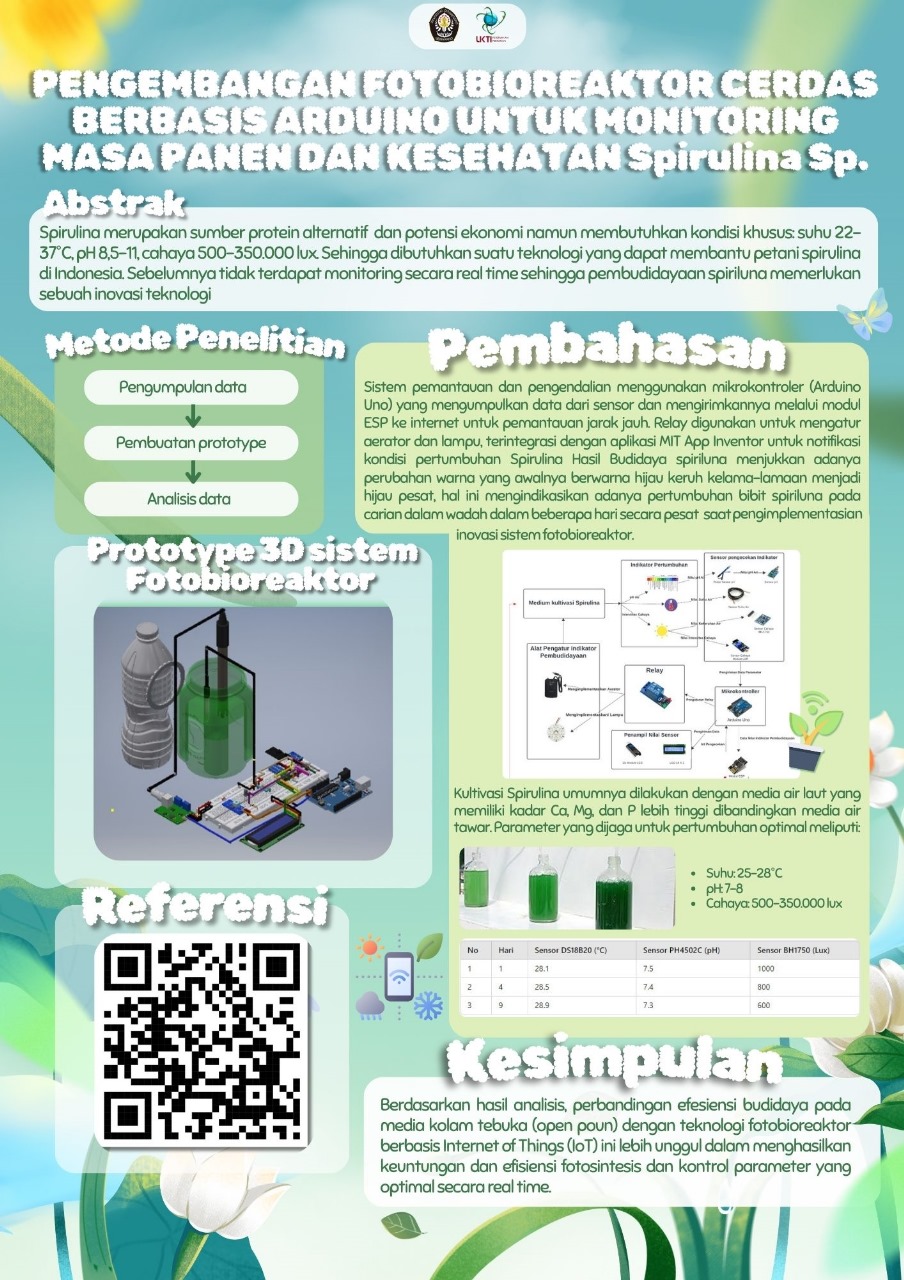 UKTI
PENGEMBANGAN FOTOBIOREAKTOR CERDAS
BERBASIS ARDUINO UNTUK MONITORING
MASA PANEN DAN KESEHATAN Spirulina Sp.
Abstrak
Spirulina merupakan sumber protein alternatif dan potensi ekonomi namun membutuhkan kondisi khusus: suhu 22–
37°C, pH 8,5–11, cahaya 500–350.000 lux. Sehingga dibutuhkan suatu teknologi yang dapat membantu petani spirulina
di Indonesia. Sebelumnya tidak terdapat monitoring secara real time sehingga pembudidayaan spiriluna memerlukan
sebuah inovasi teknologi
Metode Penelitian
Pengumpulan data
Pembuatan prototype
Analisis data
Pembahasan
Sistem pemantauan dan pengendalian menggunakan mikrokontroler (Arduino
Uno) yang mengumpulkan data dari sensor dan mengirimkannya melalui modul
ESP ke internet untuk pemantauan jarak jauh. Relay digunakan untuk mengatur
aerator dan lampu, terintegrasi dengan aplikasi MIT App Inventor untuk notifikasi
kondisi pertumbuhan Spirulina Hasil Budidaya spiriluna menjukkan adanya
perubahan warna yang awalnya berwarna hijau keruh kelama-lamaan menjadi
hijau pesat, hal ini mengindikasikan adanya pertumbuhan bibit spiriluna pada
carian dalam wadah dalam beberapa hari secara pesat saat pengimplementasian
inovasi sistem fotobioreaktor.
Prototype 3D sistem
Fotobioreaktor
Medium kultivasi Spirulina
Indikator Pertumbuhan
Sensor pengecekan Indikator
Alat Pengatur Indikator
Pembudidayaan
Relay
Mikrokontroler
Arduino Uno
Penampil Nilai Sensor
Mengimplementasikan Aerator
Mengimplementasikan Lampu
Kultivasi Spirulina umumnya dilakukan dengan media air laut yang
memiliki kadar Ca, Mg, dan P lebih tinggi dibandingkan media air
tawar. Parameter yang dijaga untuk pertumbuhan optimal meliputi:
• Suhu: 25-28°C
• pH: 7-8
• Cahaya: 500-350.000 lux
No Hari Sensor DS18B20 (°C) Sensor PH4502C (pH) Sensor BH1750 (Lux)
1 1 28.1 7.5 1000
2 4 28.5 7.4 800
3 9 28.9 7.3 600
Referensi
Kesimpulan
Berdasarkan hasil analisis, perbandingan efesiensi budidaya pada
media kolam tebuka (open poun) dengan teknologi fotobioreaktor
berbasis Internet of Things (IoT) ini lebih unggul dalam menghasilkan
keuntungan dan efisiensi fotosintesis dan kontrol parameter yang
optimal secara real time.